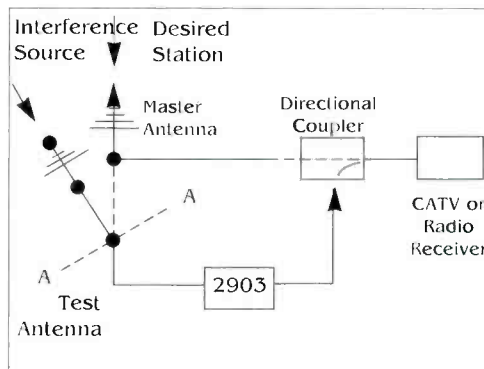 Interference
Source
Desired
Station
Master
Antenna
Directional
Coupler
CATV or
Radio
Receiver
A
A
Test
Antenna
2903